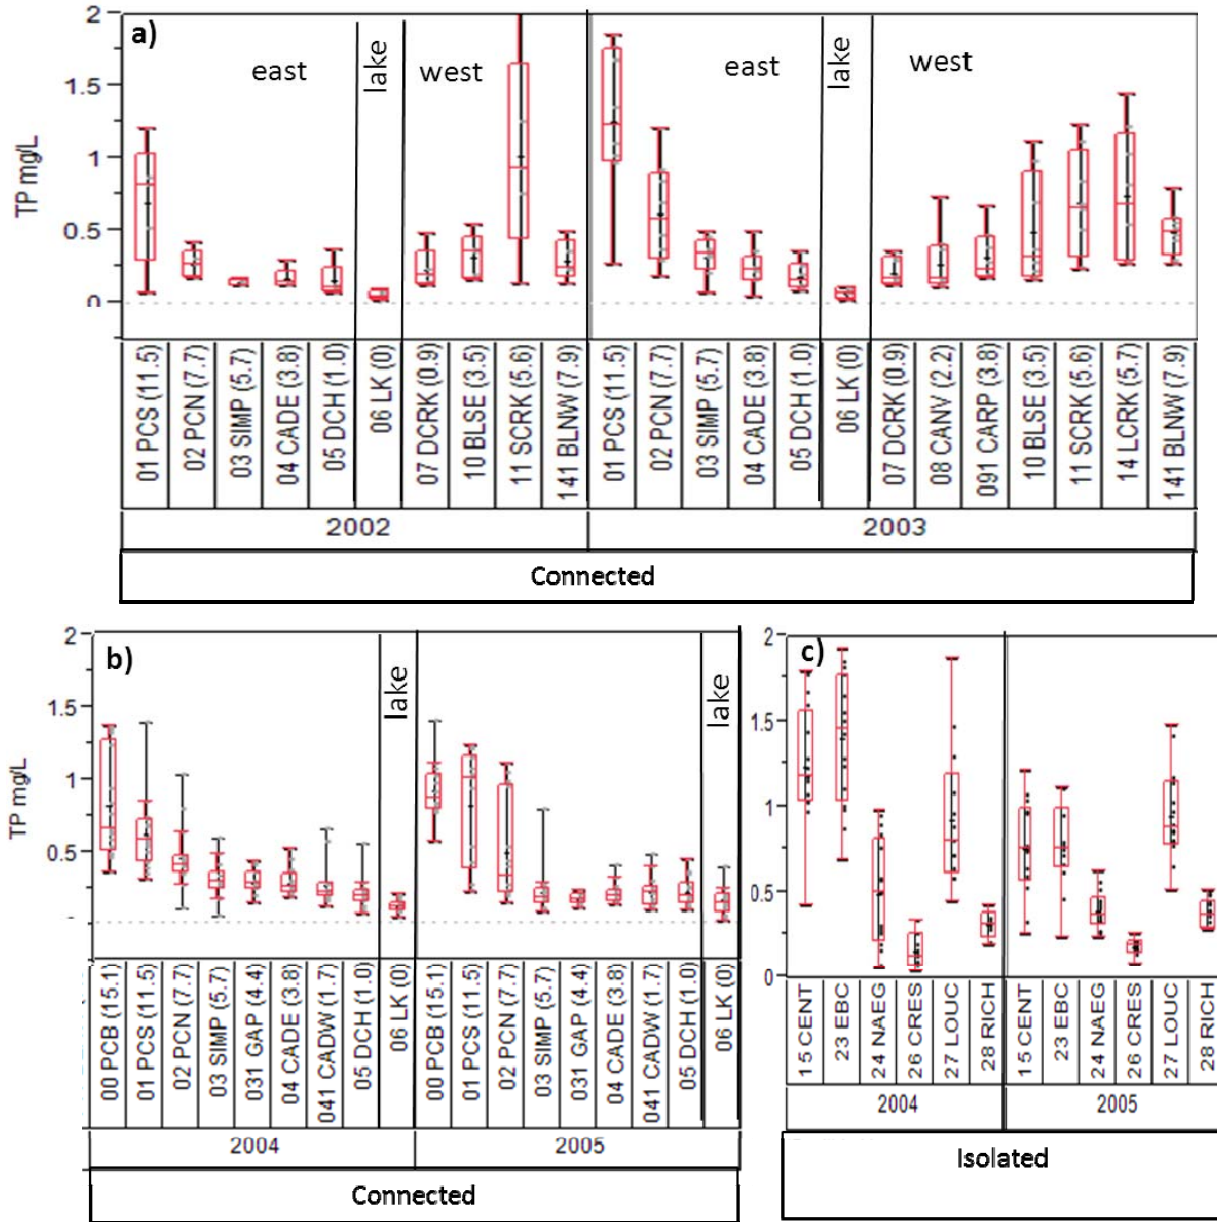 a)
east
lake
west
east
lake
west
2
1.5
1
0.5
0
TP mg/L
01 PCS (11.5)
02 PCN (7.7)
03 SIMP (5.7)
04 CADE (3.8)
05 DCH (1.0)
06 LK (0)
07 DCRK (0.9)
10 BLSE (3.5)
11 SCRK (5.6)
141 BLNW (7.9)
01 PCS (11.5)
02 PCN (7.7)
03 SIMP (5.7)
04 CADE (3.8)
05 DCH (1.0)
06 LK (0)
07 DCRK (0.9)
08 CANV (2.2)
091 CARP (3.8)
10 BLSE (3.5)
11 SCRK (5.6)
14 LCRK (5.7)
141 BLNW (7.9)
2002
2003
Connected
b)
lake
lake
2
1.5
1
0.5
TP mg/L
00 PCB (15.1)
01 PCS (11.5)
02 PCN (7.7)
03 SIMP (5.7)
031 GAP (4.4)
04 CADE (3.8)
041 CADW (1.7)
05 DCH (1.0)
06 LK (0)
00 PCB (15.1)
01 PCS (11.5)
02 PCN (7.7)
03 SIMP (5.7)
031 GAP (4.4)
04 CADE (3.8)
041 CADW (1.7)
05 DCH (1.0)
06 LK (0)
2004
2005
Connected
c)
2
1.5
1
0.5
0
15 CENT
23 EBC
24 NAEG
26 CRES
27 LOUC
28 RICH
15 CENT
23 EBC
24 NAEG
26 CRES
27 LOUC
28 RICH
2004
2005
Isolated